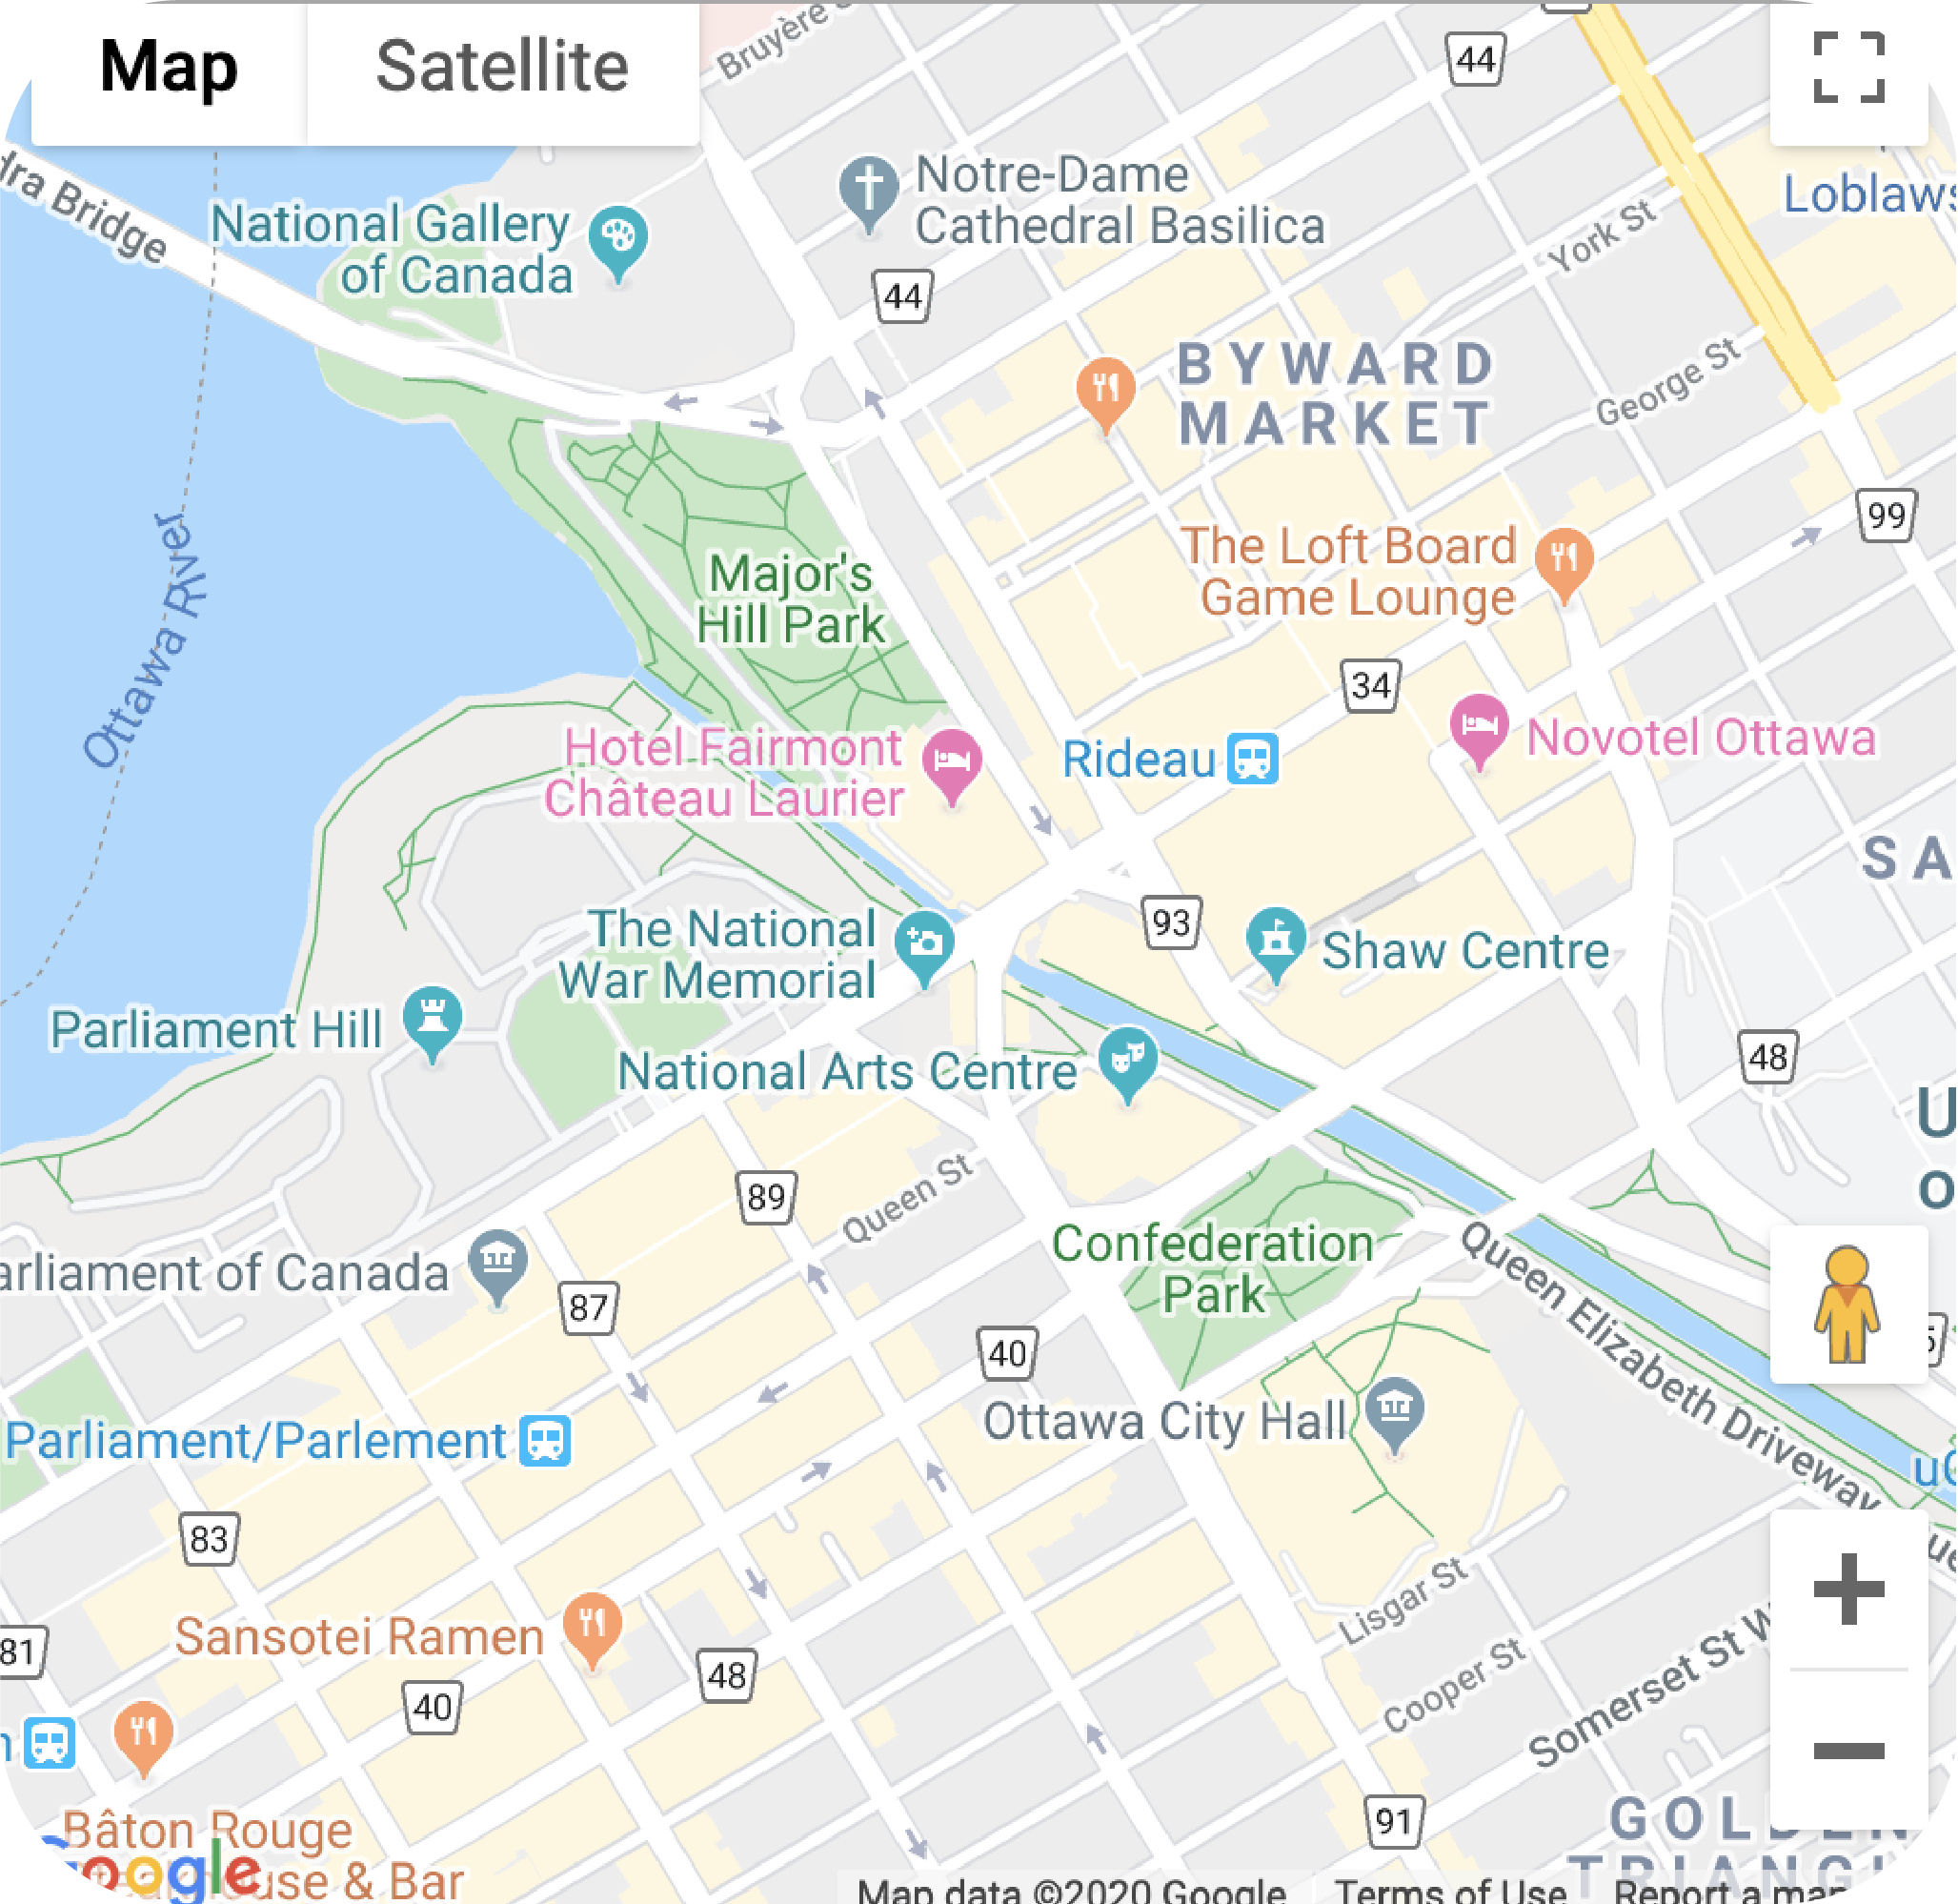 Map
Satellite
Bruyère
44
dra Bridge
National Gallery
of Canada
Notre-Dame
Cathedral Basilica
44
York St
Loblaws
BYWARD
MARKET
George St
99
Ottawa River
Major's
Hill Park
The Loft Board
Game Lounge
34
Hotel Fairmont
Château Laurier
Rideau
Novotel Ottawa
SA
The National
War Memorial
93
Shaw Centre
Parliament Hill
National Arts Centre
48
U
o
89
Queen St
Confederation
Park
Queen Elizabeth Driveway
arliament of Canada
87
40
Ottawa City Hall
Parliament/Parlement
83
Lisgar St
Sansotei Ramen
81
48
40
Cooper St
Somerset St W
91
Bâton Rouge
use & Bar
Google
GOLDEN
TRIANGL
Map data ©2020 Google
Terms of Use
Report a map